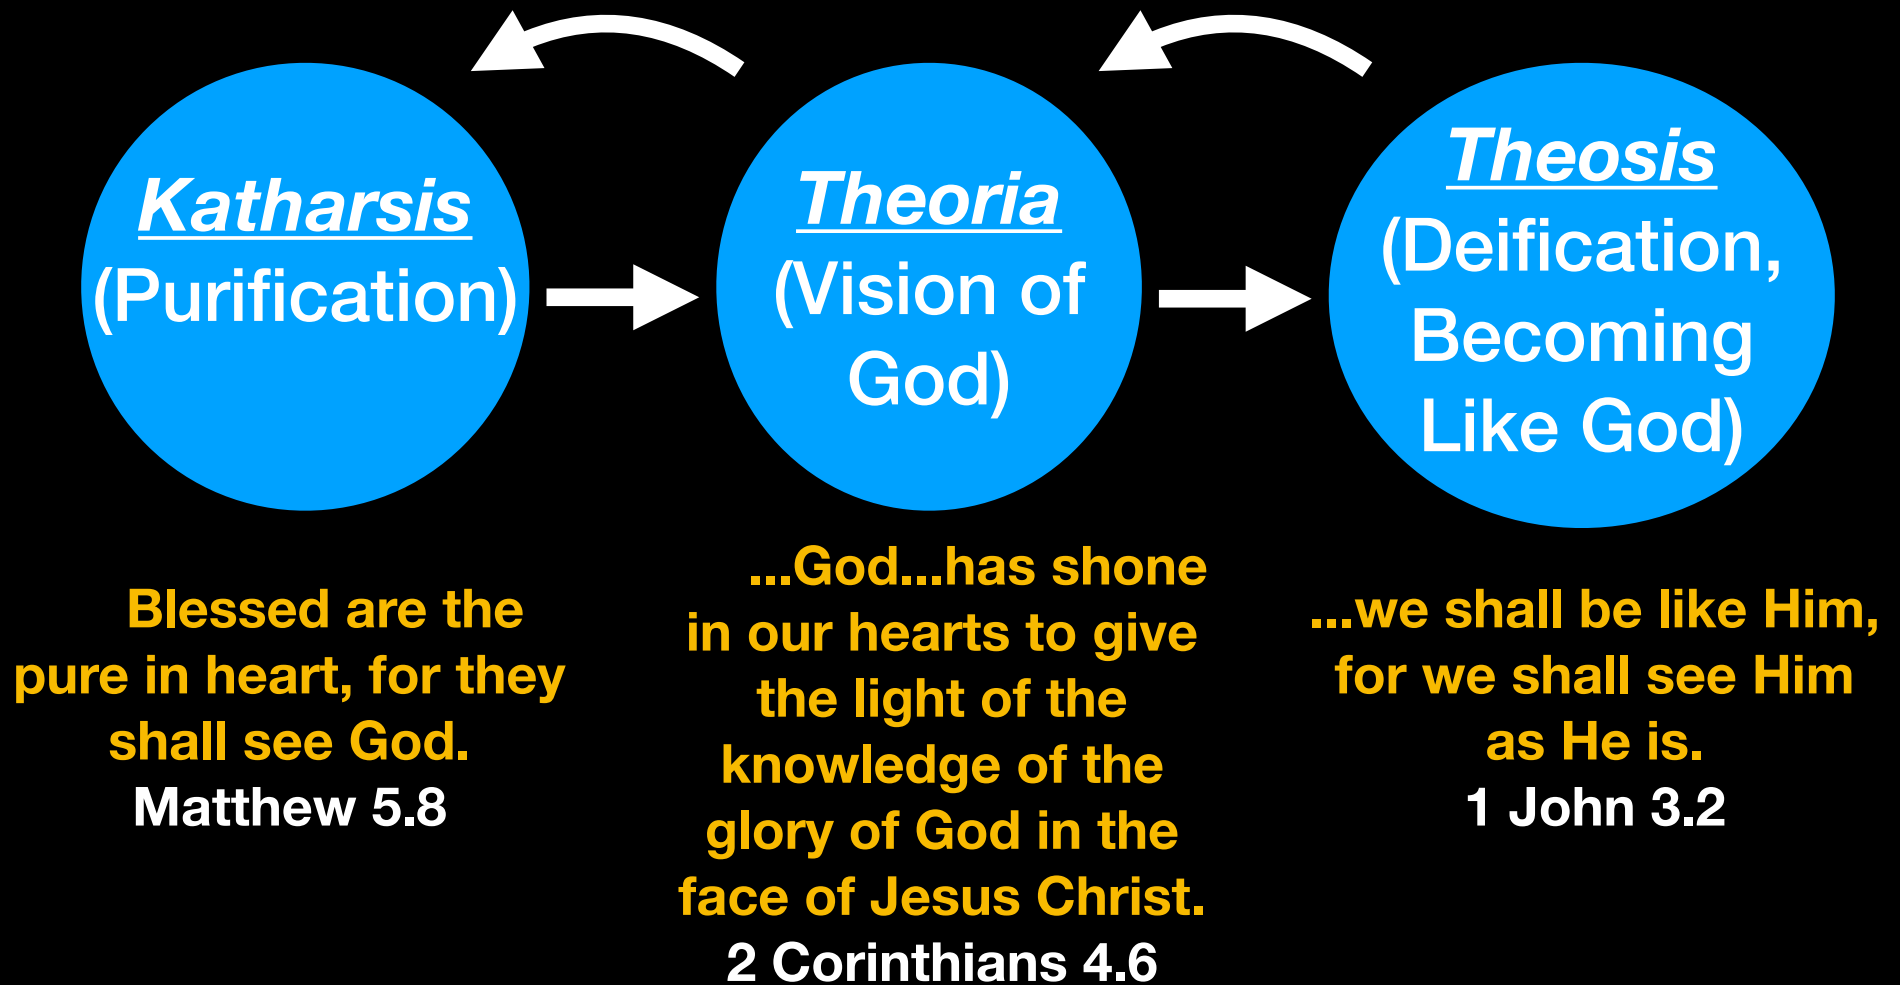 Katharsis
(Purification)
Blessed are the
pure in heart, for they
shall see God.
Matthew 5.8
Theoria
(Vision of
God)
...God...has shone
in our hearts to give
the light of the
knowledge of the
glory of God in the
face of Jesus Christ.
2 Corinthians 4.6
Theosis
(Deification,
Becoming
Like God)
...we shall be like Him,
for we shall see Him
as He is.
1 John 3.2